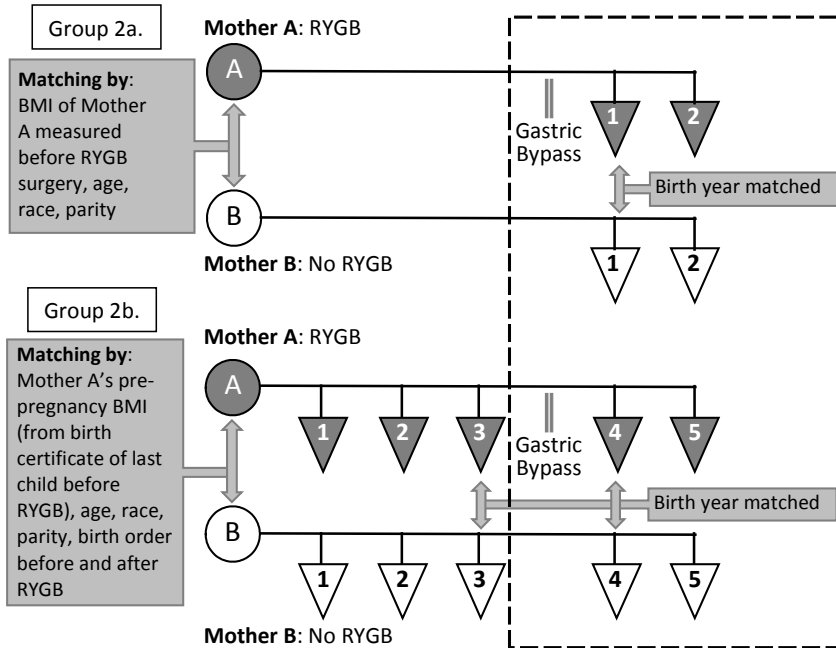 Group 2a.
Mother A: RYGB
Matching by:
BMI of Mother
A measured
before RYGB
surgery, age,
race, parity
A
1
2
Gastric
Bypass
Birth year matched
B
1
2
Mother B: No RYGB
Group 2b.
Mother A: RYGB
Matching by:
Mother A's pre-
pregnancy BMI
(from birth
certificate of last
child before
RYGB), age, race,
parity, birth order
before and after
RYGB
A
1
2
3
4
5
Gastric
Bypass
Birth year matched
B
1
2
3
4
5
Mother B: No RYGB